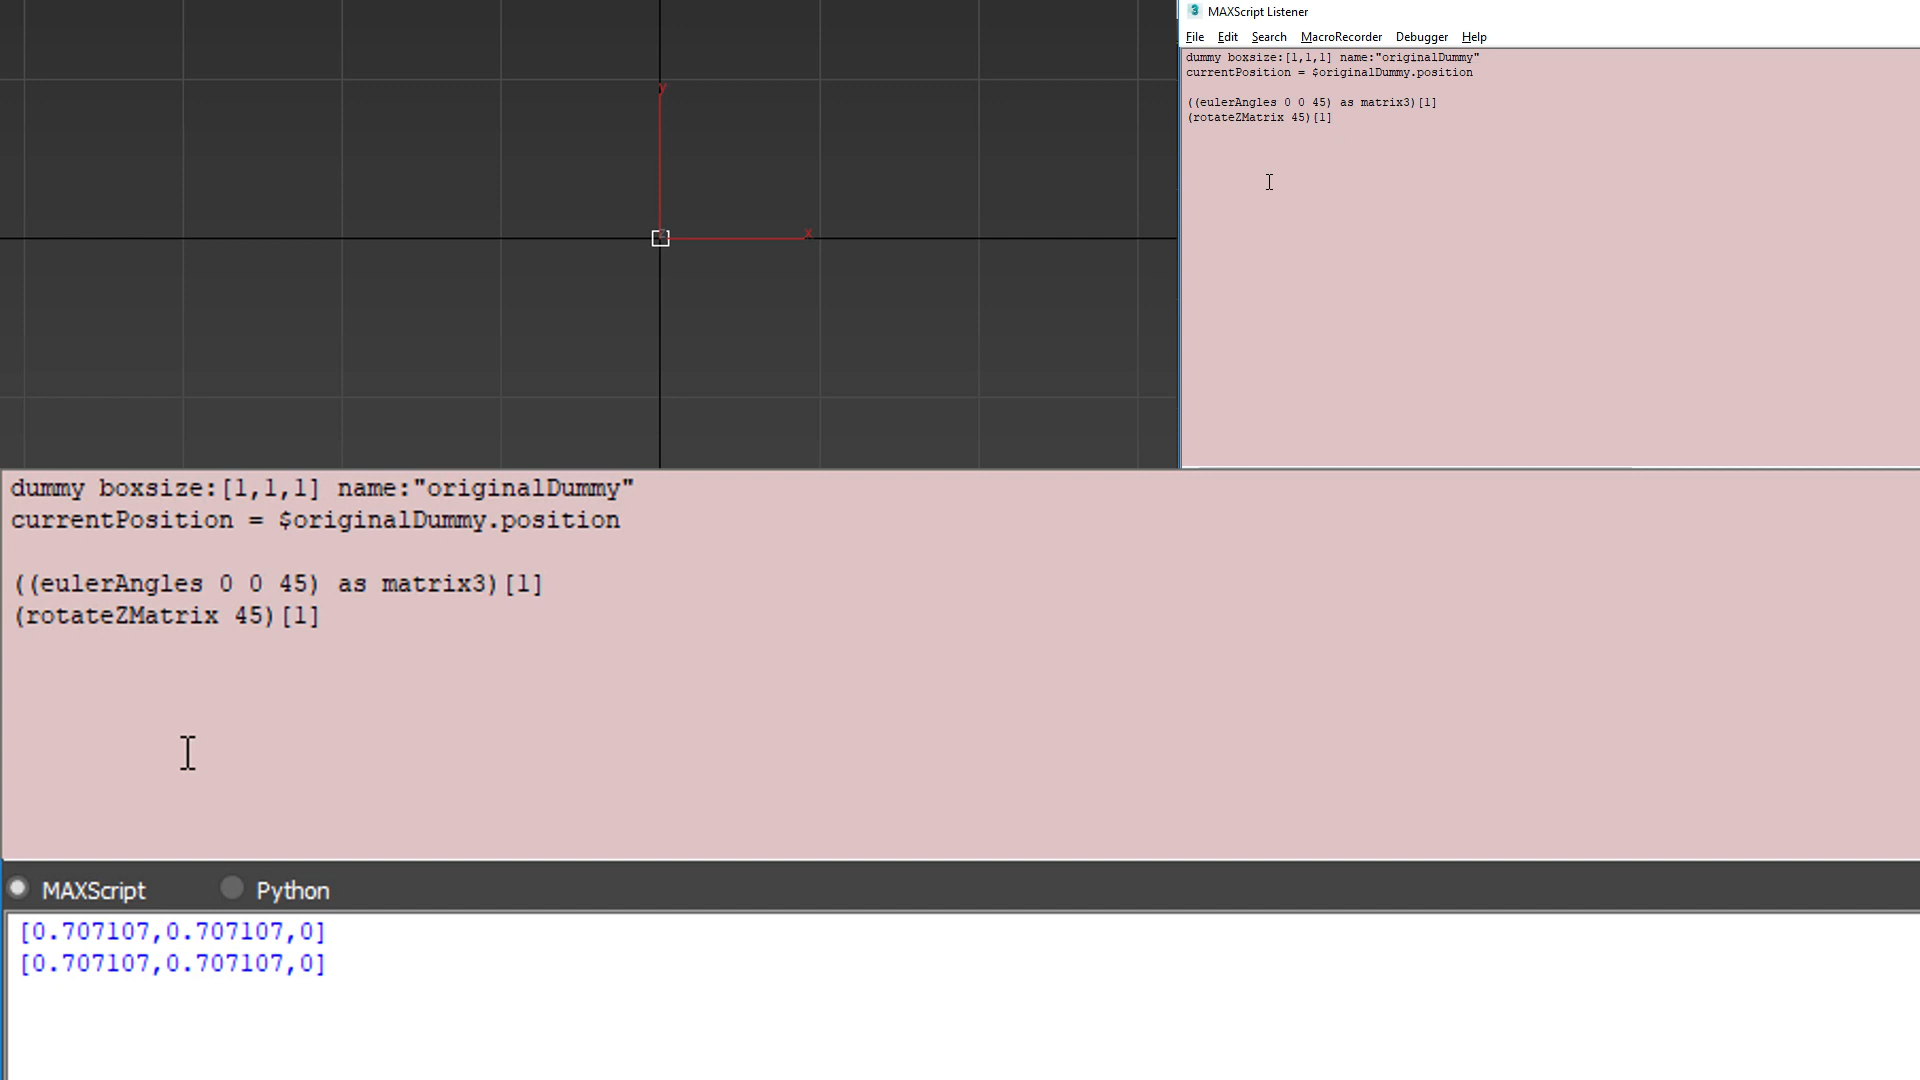 y
x
MAXScript Listener
File Edit Search MacroRecorder Debugger Help
dummy boxsize:[1,1,1] name:"originalDummy"
currentPosition = $originalDummy.position
((eulerAngles 0 0 45) as matrix3)[1]
(rotateZMatrix 45)[1]
dummy boxsize:[1,1,1] name:"originalDummy"
currentPosition = $originalDummy.position
((eulerAngles 0 0 45) as matrix3)[1]
(rotateZMatrix 45)[1]
MAXScript Python
[0.707107,0.707107,0]
[0.707107,0.707107,0]